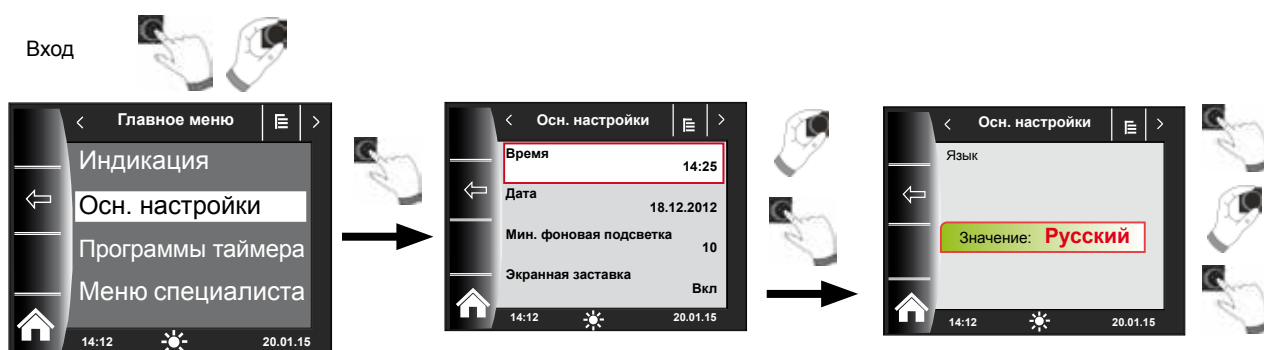 Вход
Главное меню
Индикация
Осн. настройки
Программы таймера
Меню специалиста
14:12 20.01.15
Осн. настройки
Время
14:25
Дата
18.12.2012
Мин. фоновая подсветка
10
Экранная заставка
Вкл
14:12 20.01.15
Осн. настройки
Язык
Значение: Русский
14:12 20.01.15